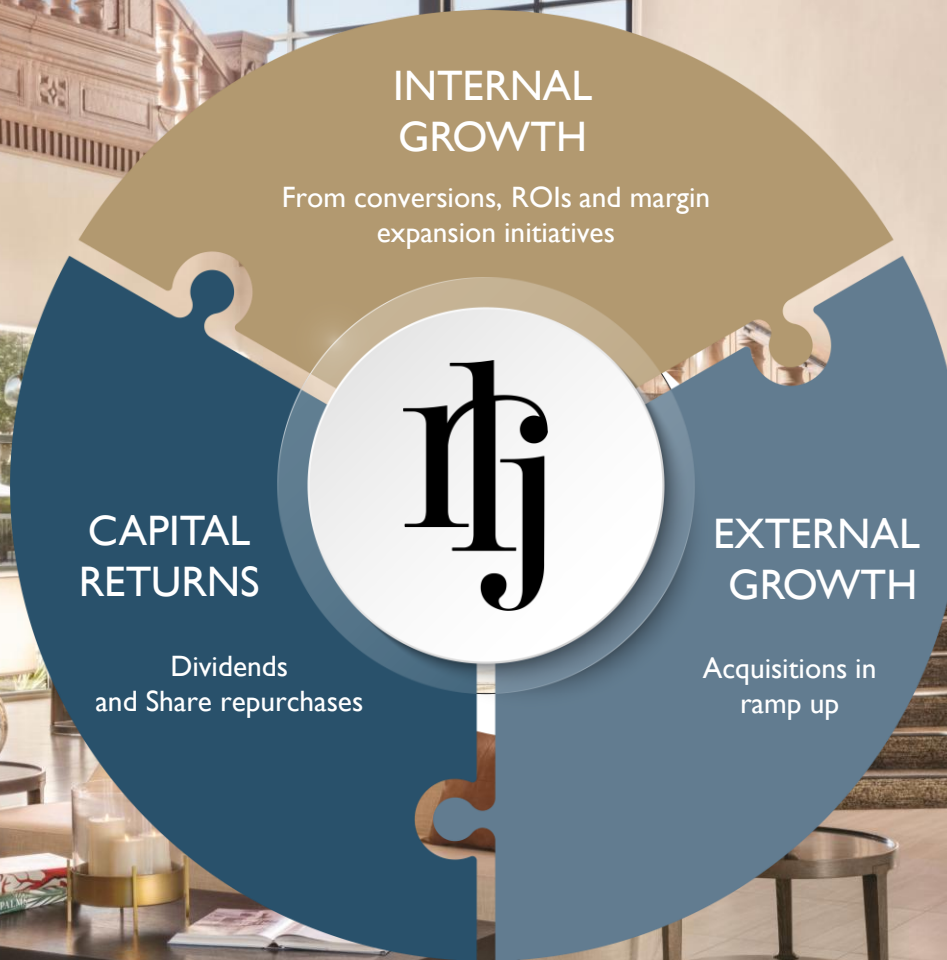 INTERNAL
GROWTH
From conversions, ROIs and margin
expansion initiatives
rlj
CAPITAL
RETURNS
Dividends
and Share repurchases
EXTERNAL
GROWTH
Acquisitions in
ramp up